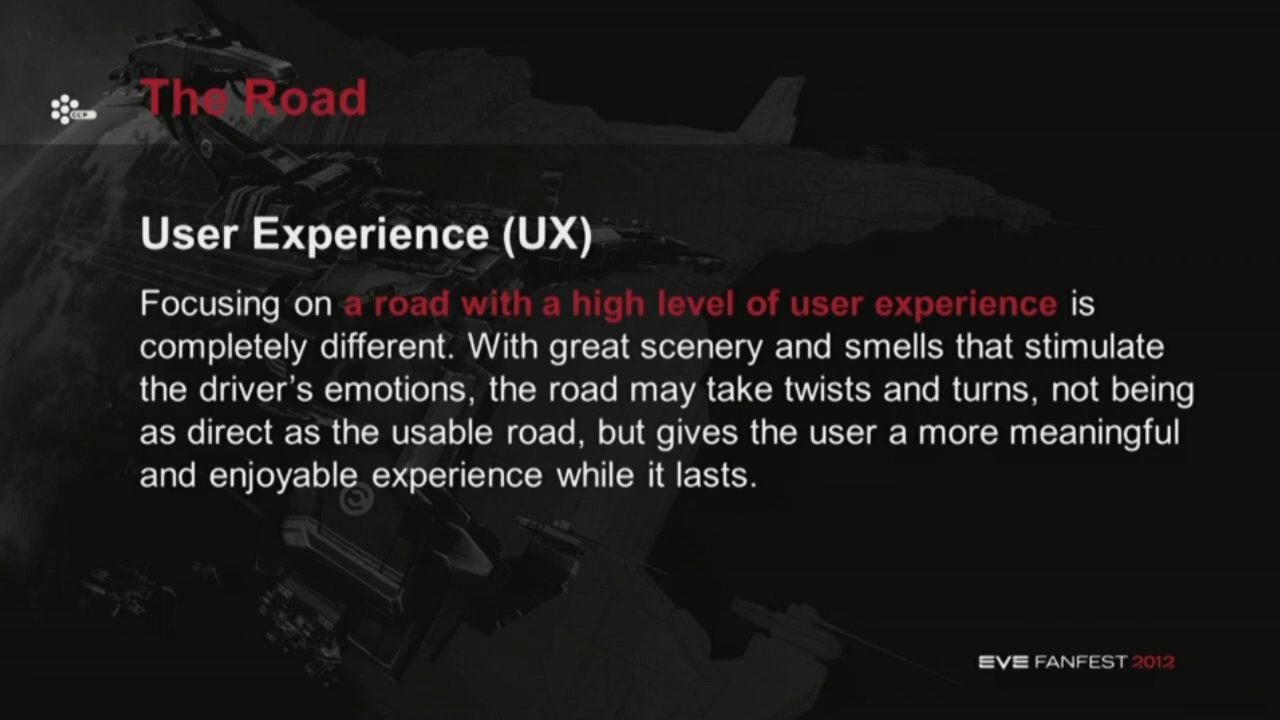 The Road
CCP
User Experience (UX)
Focusing on a road with a high level of user experience is
completely different. With great scenery and smells that stimulate
the driver’s emotions, the road may take twists and turns, not being
as direct as the usable road, but gives the user a more meaningful
and enjoyable experience while it lasts.
EVE FANFEST 2012